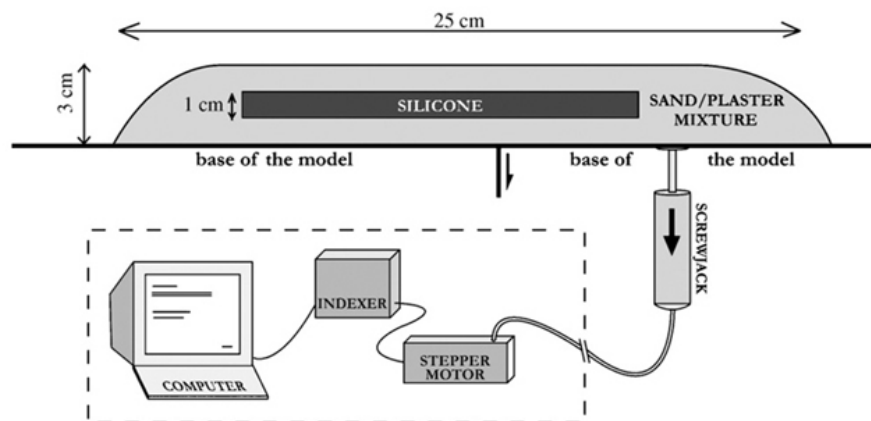 25 cm
3 cm
1 cm
SILICONE
SAND/PLASTER
MIXTURE
base of the model
base of
the model
SCREWJACK
INDEXER
STEPPER
MOTOR
COMPUTER